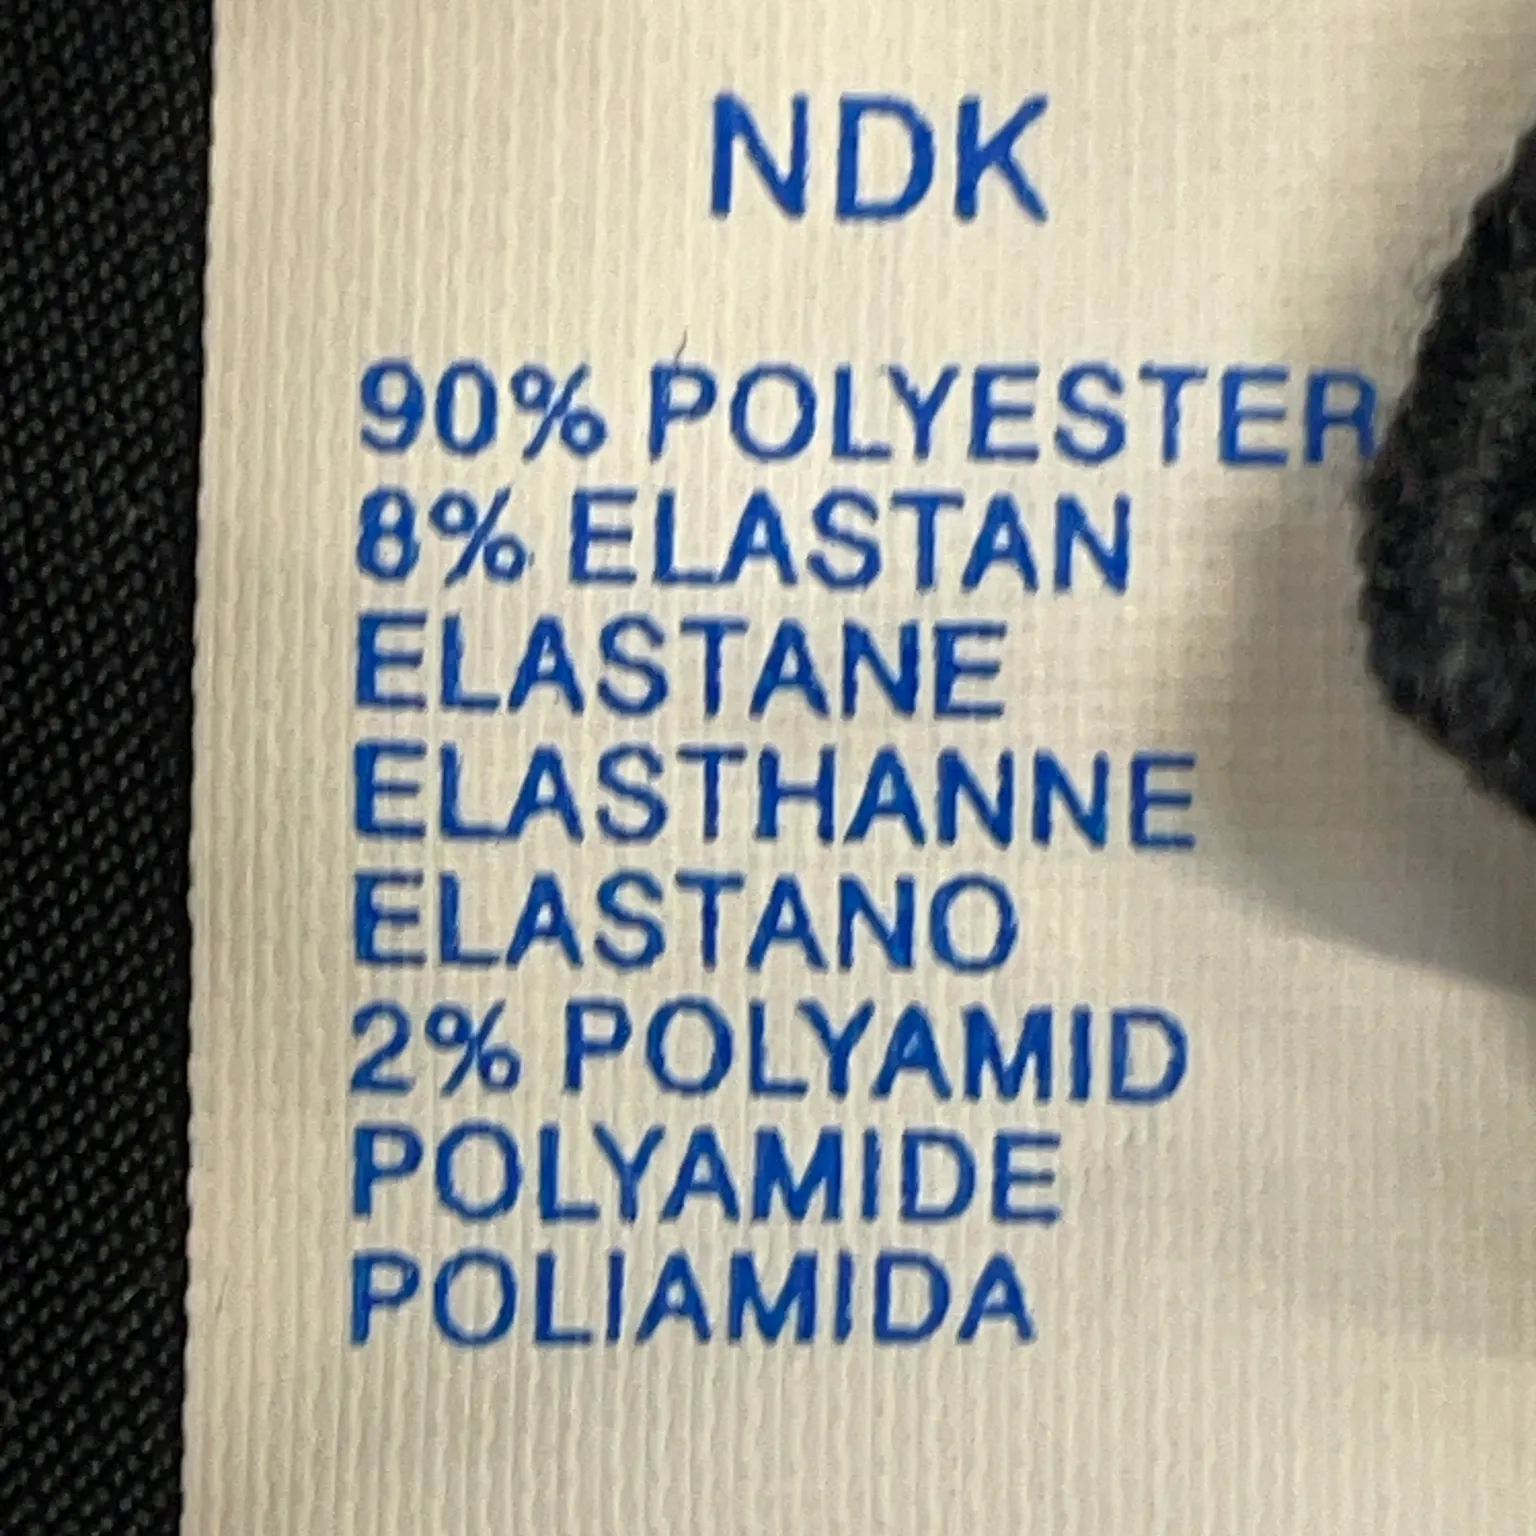 NDK
90% POLYESTER
8% ELASTAN
ELASTANE
ELASTHANNE
ELASTANO
2% POLYAMID
POLYAMIDE
POLIAMIDA